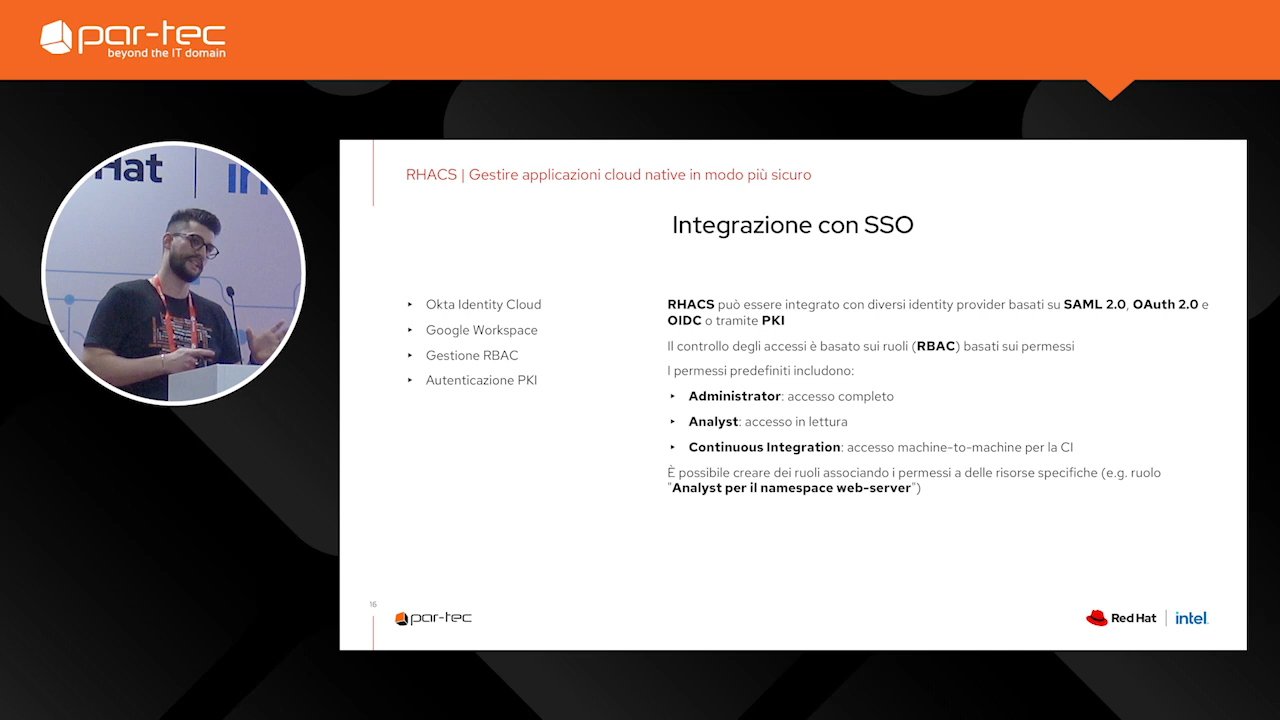 par-tec
beyond the IT domain
Hat
in
RHACS | Gestire applicazioni cloud native in modo più sicuro
Integrazione con SSO
‣ Okta Identity Cloud
‣ Google Workspace
‣ Gestione RBAC
‣ Autenticazione PKI
RHACS può essere integrato con diversi identity provider basati su SAML 2.0, OAuth 2.0 e
OIDC o tramite PKI
Il controllo degli accessi è basato sui ruoli (RBAC) basati sui permessi
I permessi predefiniti includono:
‣ Administrator: accesso completo
‣ Analyst: accesso in lettura
‣ Continuous Integration: accesso machine-to-machine per la CI
È possibile creare dei ruoli associando i permessi a delle risorse specifiche (e.g. ruolo
"Analyst per il namespace web-server")
16
par-tec
Red Hat
intel